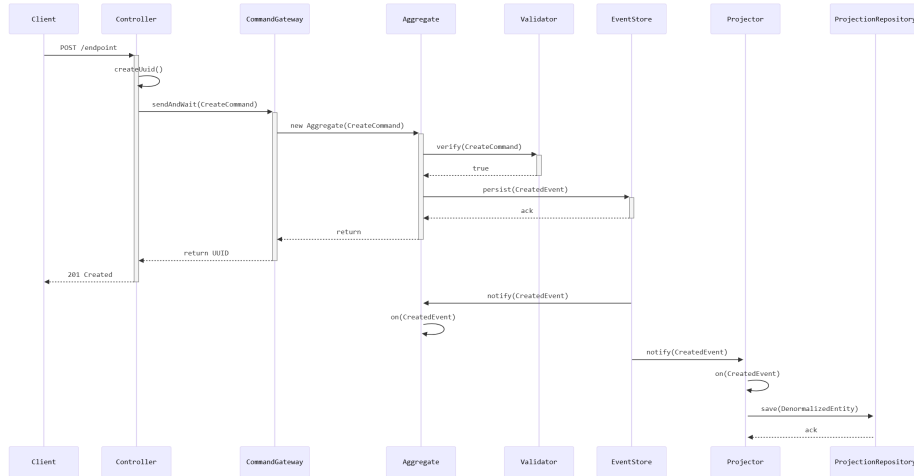 Client Controller CommandGateway Aggregate Validator EventStore Projector ProjectionRepository
POST /endpoint
createUuid()
sendAndWait(CreateCommand)
new Aggregate(CreateCommand)
verify(CreateCommand)
true
persist(CreatedEvent)
ack
return
return UUID
201 Created
notify(CreatedEvent)
on(CreatedEvent)
notify(CreatedEvent)
on(CreatedEvent)
save(DenormalizedEntity)
ack
Client Controller CommandGateway Aggregate Validator EventStore Projector ProjectionRepository